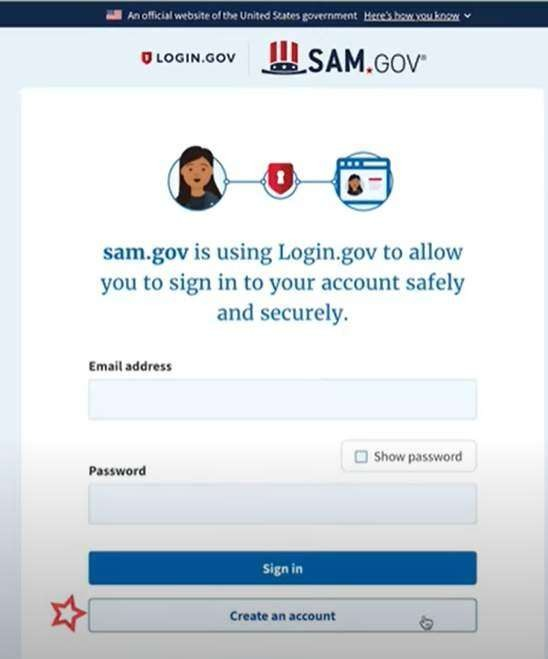 An official website of the United States government Here's how you know
LOGIN.GOV SAM.GOV®
sam.gov is using Login.gov to allow
you to sign in to your account safely
and securely.
Email address
Show password
Password
Sign in
Create an account